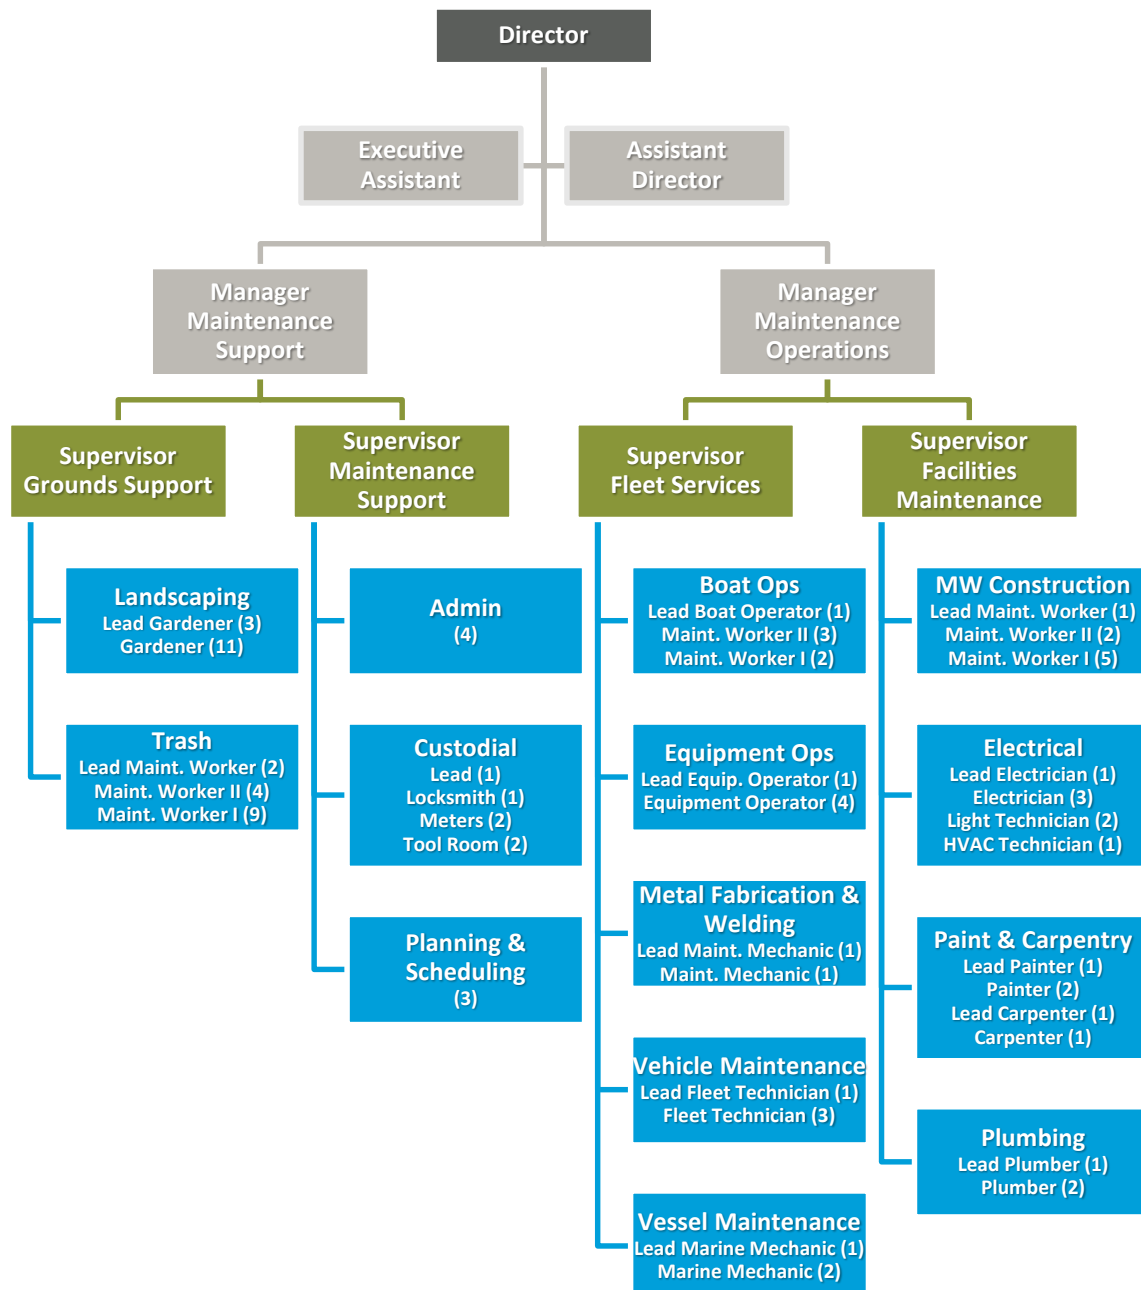 Director
Executive
Assistant
Assistant
Director
Manager
Maintenance
Support
Manager
Maintenance
Operations
Supervisor
Grounds Support
Supervisor
Maintenance
Support
Supervisor
Fleet Services
Supervisor
Facilities
Maintenance
Landscaping
Lead Gardener (3)
Gardener (11)
Trash
Lead Maint. Worker (2)
Maint. Worker II (4)
Maint. Worker I (9)
Admin
(4)
Custodial
Lead (1)
Locksmith (1)
Meters (2)
Tool Room (2)
Planning &
Scheduling
(3)
Boat Ops
Lead Boat Operator (1)
Maint. Worker II (3)
Maint. Worker I (2)
Equipment Ops
Lead Equip. Operator (1)
Equipment Operator (4)
Metal Fabrication &
Welding
Lead Maint. Mechanic (1)
Maint. Mechanic (1)
Vehicle Maintenance
Lead Fleet Technician (1)
Fleet Technician (3)
Vessel Maintenance
Lead Marine Mechanic (1)
Marine Mechanic (2)
MW Construction
Lead Maint. Worker (1)
Maint. Worker II (2)
Maint. Worker I (5)
Electrical
Lead Electrician (1)
Electrician (3)
Light Technician (2)
HVAC Technician (1)
Paint & Carpentry
Lead Painter (1)
Painter (2)
Lead Carpenter (1)
Carpenter (1)
Plumbing
Lead Plumber (1)
Plumber (2)